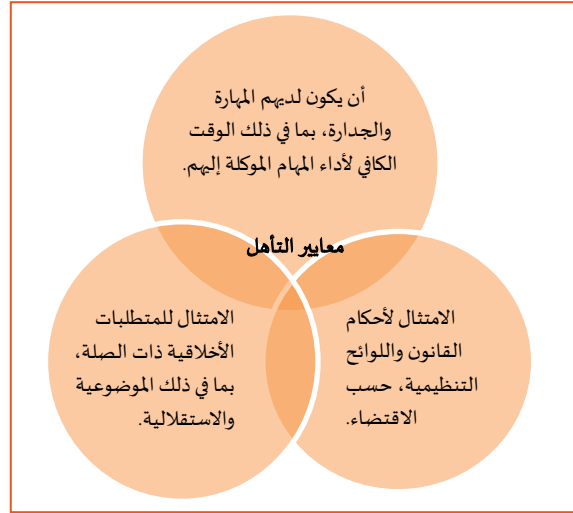 أن يكون لديهم المهارة
والجدارة، بما في ذلك الوقت
الكافي لأداء المهام الموكلة إليهم.
معايير التأهل
الامتثال لأحكام
القانون واللوائح
التنظيمية، حسب
الاقتضاء.
الامتثال للمتطلبات
الأخلاقية ذات الصلة،
بما في ذلك الموضوعية
والاستقلالية.